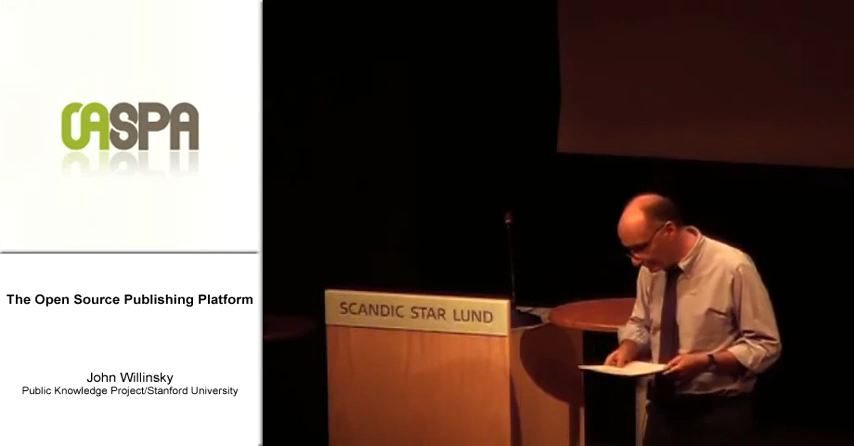 OASPA
The Open Source Publishing Platform
John Willinsky
Public Knowledge Project/Stanford University
SCANDIC STAR LUND